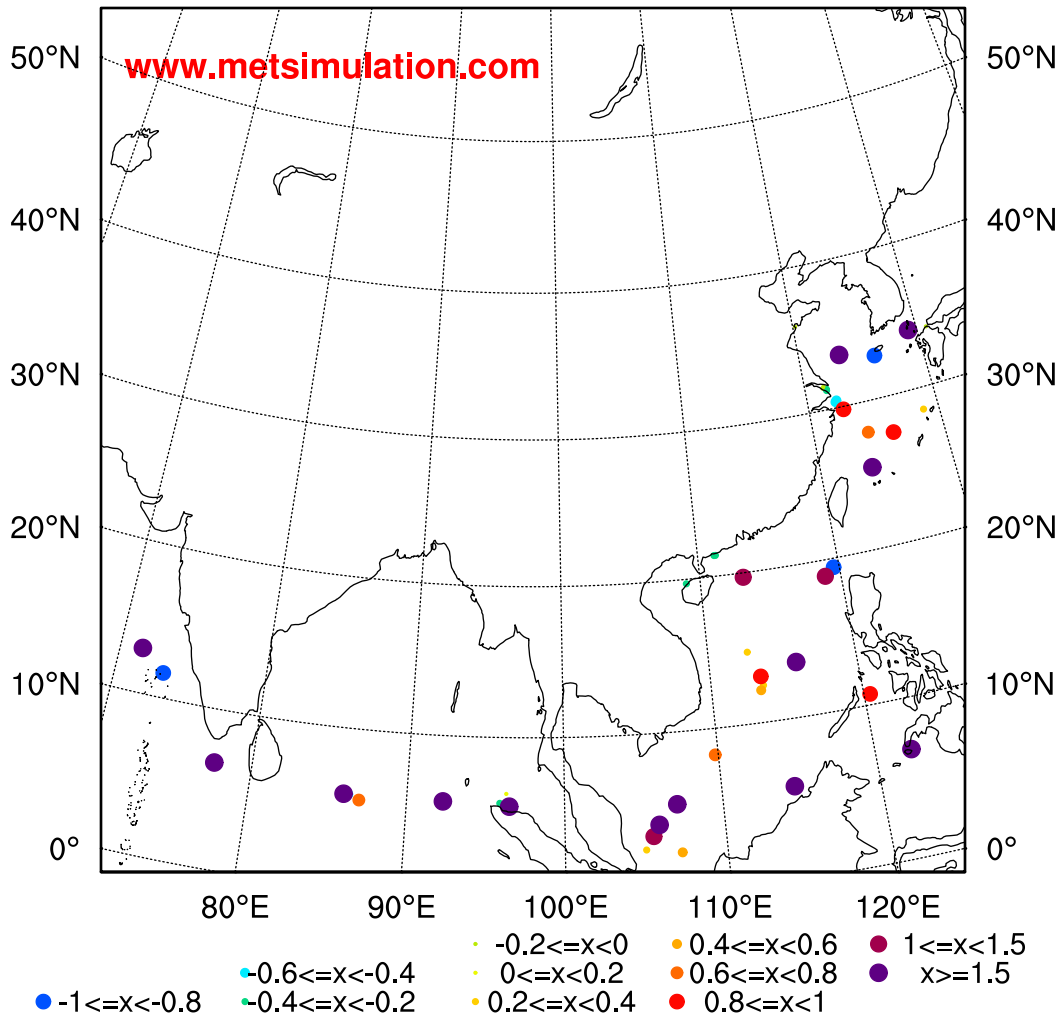 www.metsimulation.com
50°N 50°N
40°N 40°N
30°N 30°N
20°N 20°N
10°N 10°N
0° 0°
80°E 90°E 100°E 110°E 120°E
-0.2<=x<0 0.4<=x<0.6 1<=x<1.5
-0.6<=x<-0.4 0<=x<0.2 0.6<=x<0.8 x>=1.5
-1<=x<-0.8 -0.4<=x<-0.2 0.2<=x<0.4 0.8<=x<1